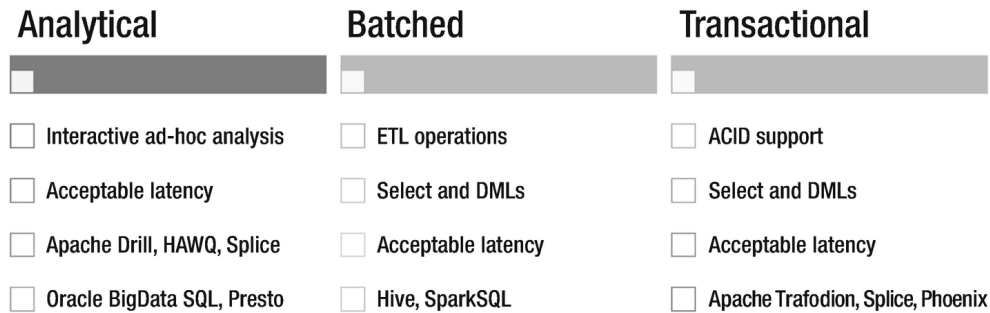 Analytical
Interactive ad-hoc analysis
Acceptable latency
Apache Drill, HAWQ, Splice
Oracle BigData SQL, Presto
Batched
ETL operations
Select and DMLs
Acceptable latency
Hive, SparkSQL
Transactional
ACID support
Select and DMLs
Acceptable latency
Apache Trafodion, Splice, Phoenix